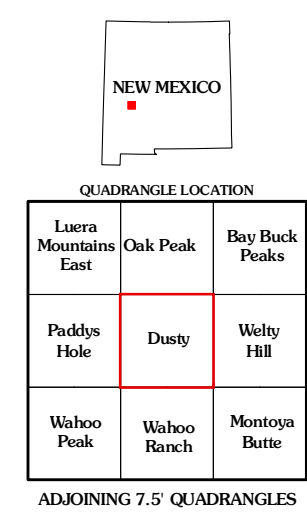 NEW MEXICO
QUADRANGLE LOCATION
Luera
Mountains
East
Oak Peak
Bay Buck
Peaks
Paddys
Hole
Dusty
Welty
Hill
Wahoo
Peak
Wahoo
Ranch
Montoya
Butte
ADJOINING 7.5' QUADRANGLES